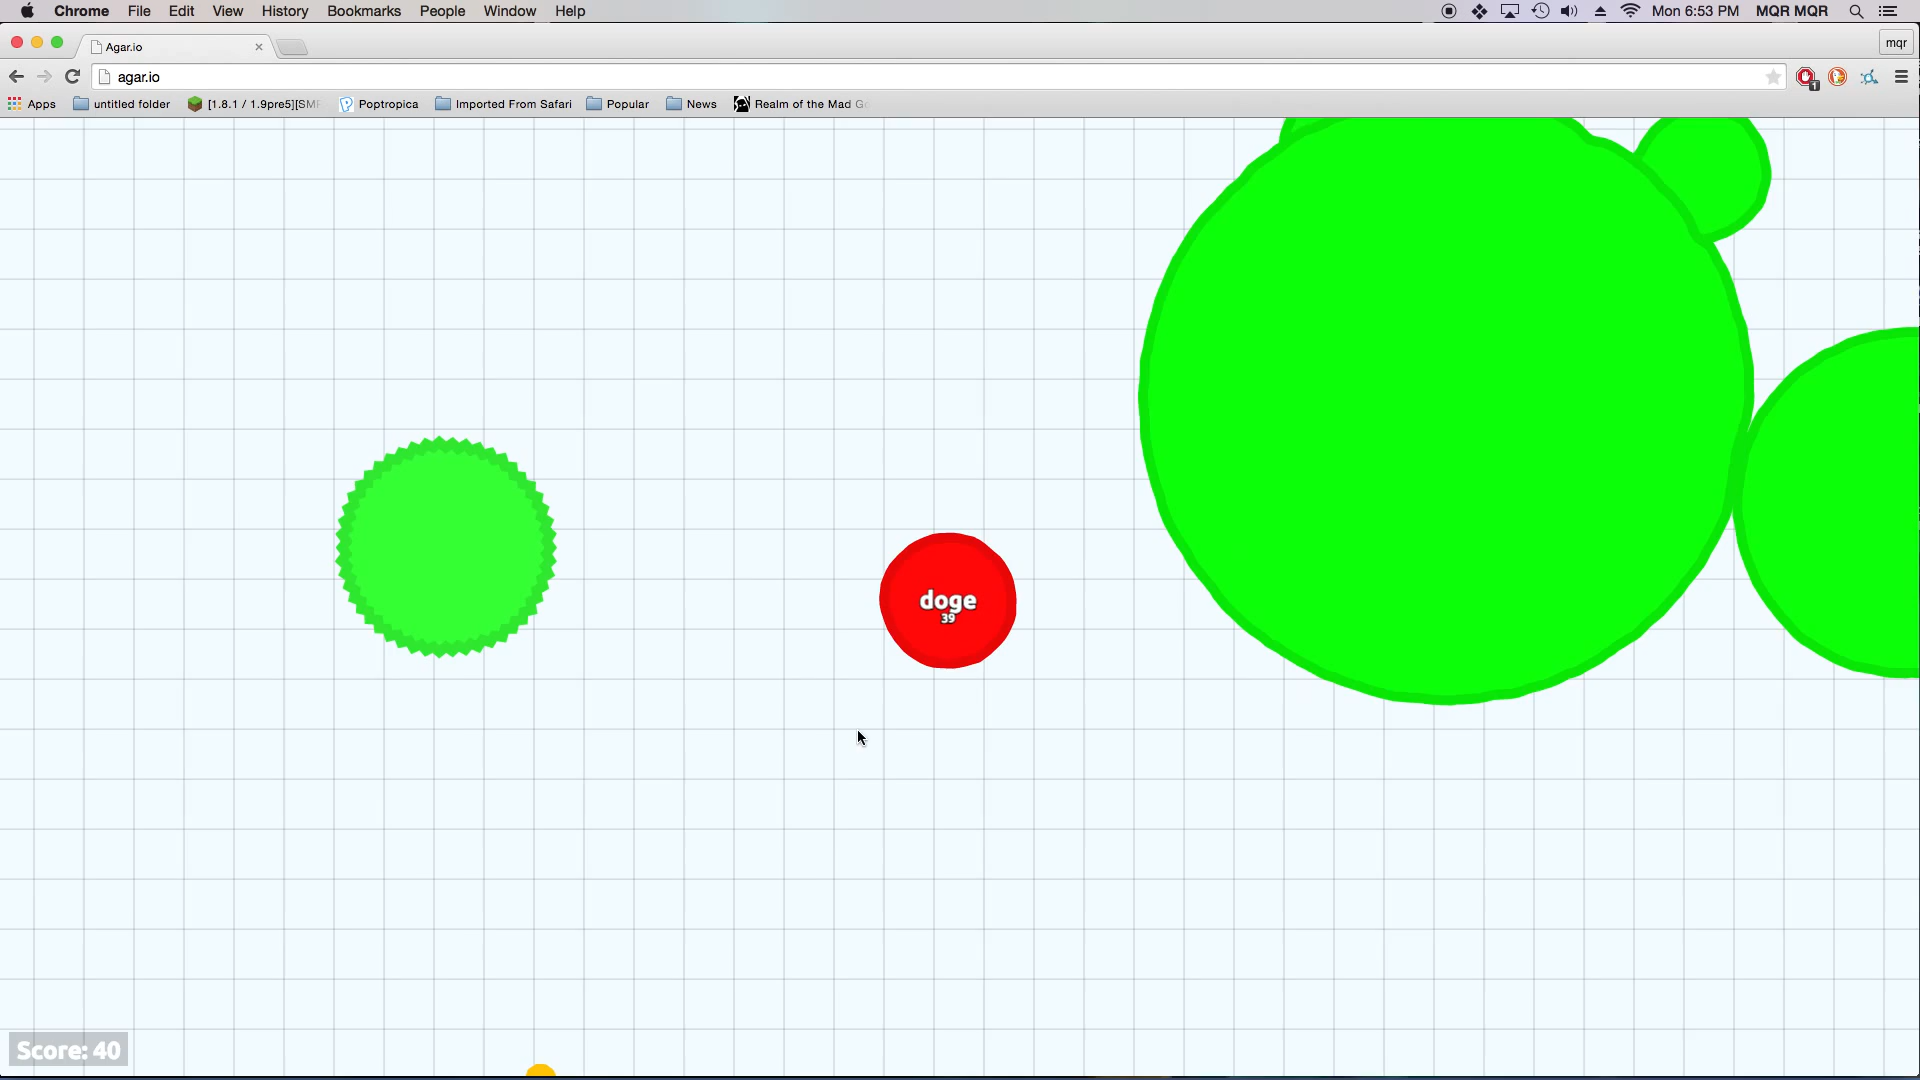 Chrome File Edit View History Bookmarks People Window Help Mon 6:53 PM MQR MQR
Agar.io mqr
agar.io 1
Apps untitled folder [1.8.1 / 1.9pre5][SM Poptropica Imported From Safari Popular News Realm of the Mad G
doge
39
Score: 40